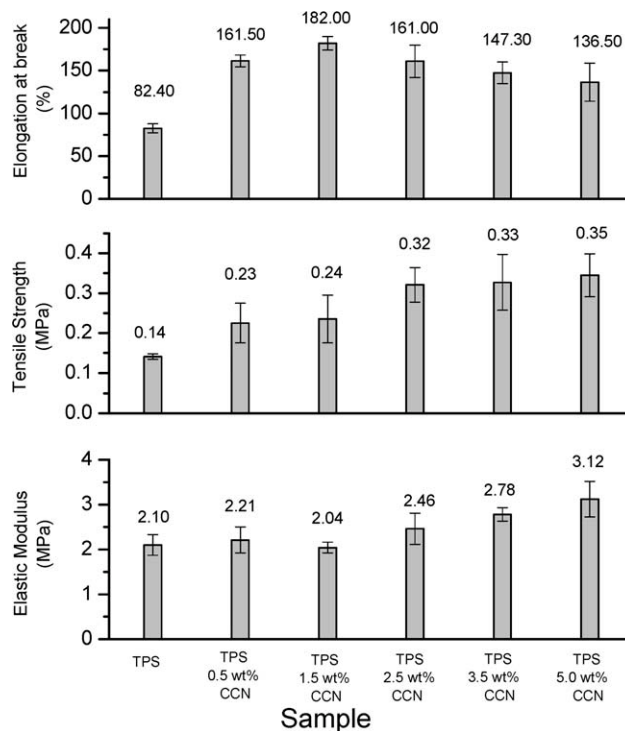 Elongation at break
(%)
200
150
100
50
0
82.40
161.50
182.00
161.00
147.30
136.50
Tensile Strength
(MPa)
0.4
0.3
0.2
0.1
0.0
0.14
0.23
0.24
0.32
0.33
0.35
Elastic Modulus
(MPa)
4
3
2
1
0
2.10
2.21
2.04
2.46
2.78
3.12
TPS
TPS
0.5 wt%
CCN
TPS
1.5 wt%
CCN
TPS
2.5 wt%
CCN
TPS
3.5 wt%
CCN
TPS
5.0 wt%
CCN
Sample